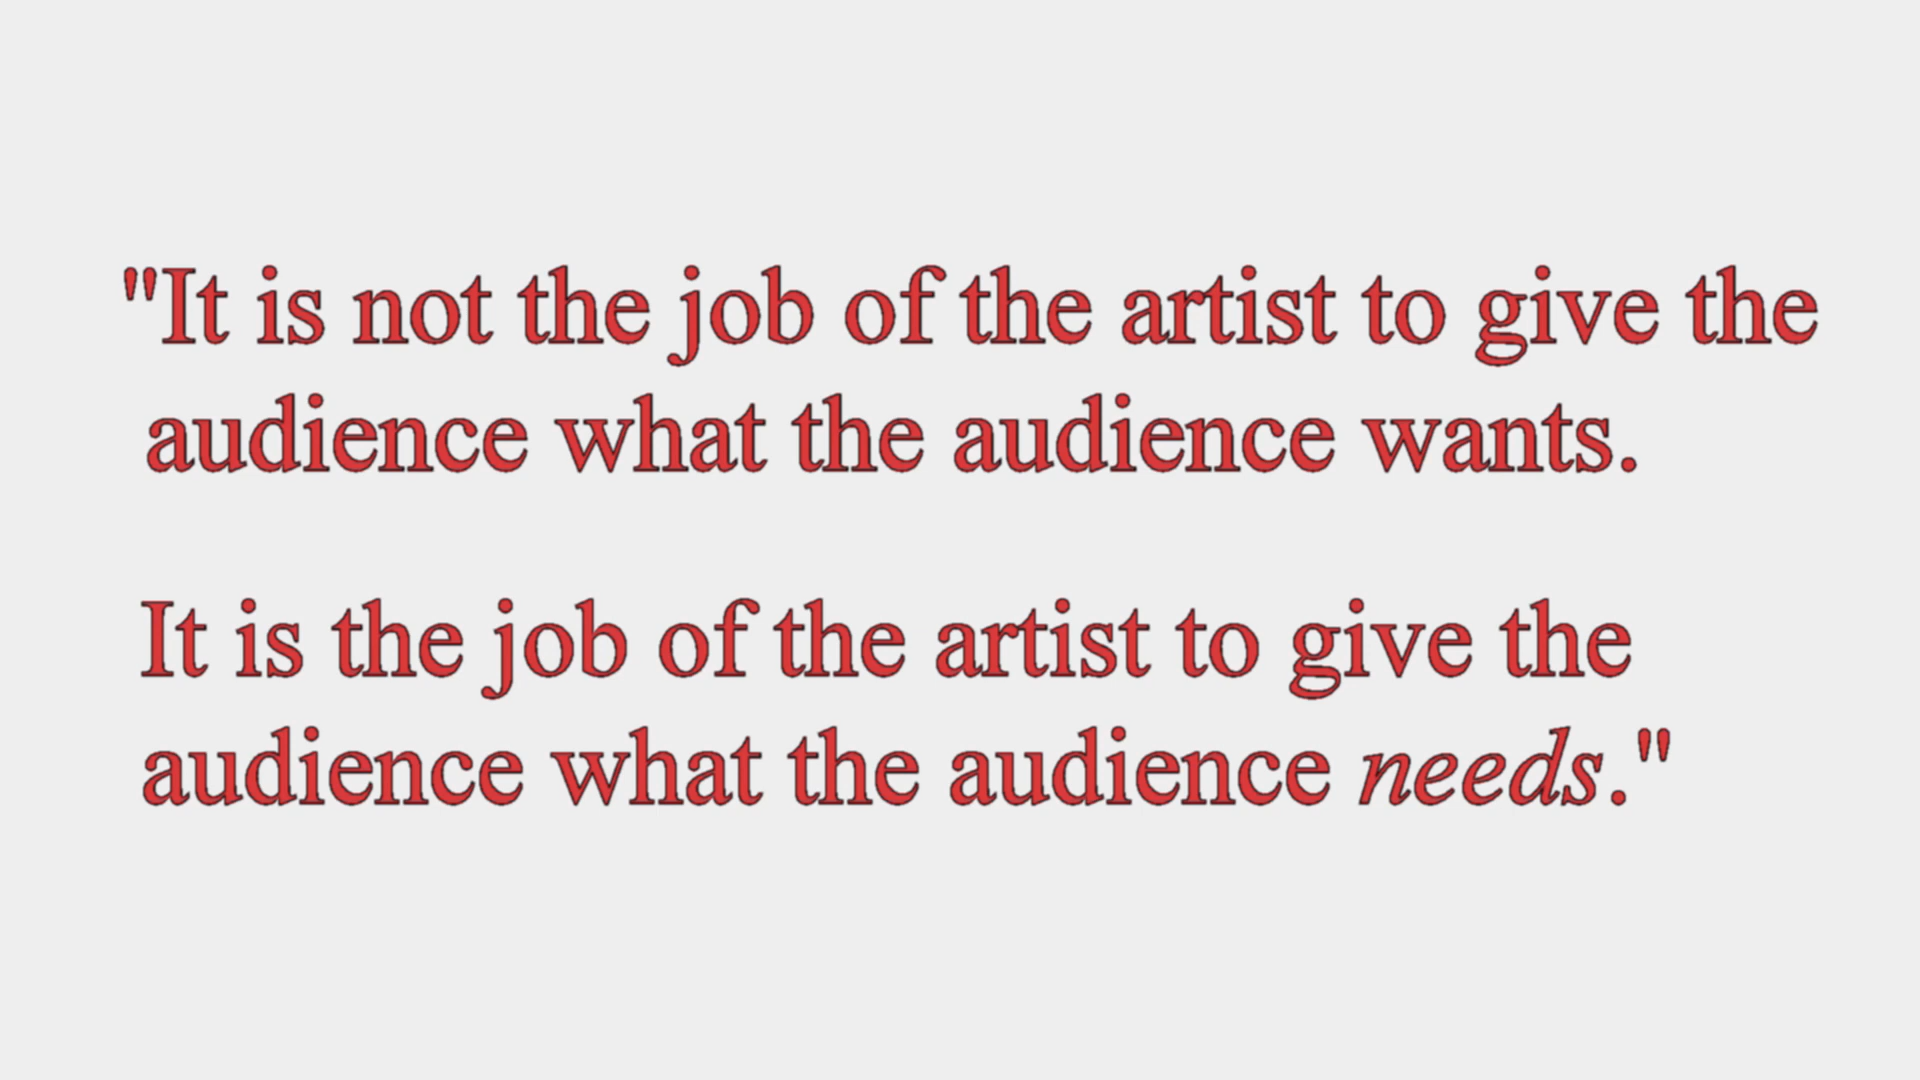 "It is not the job of the artist to give the
audience what the audience wants.
It is the job of the artist to give the
audience what the audience needs."